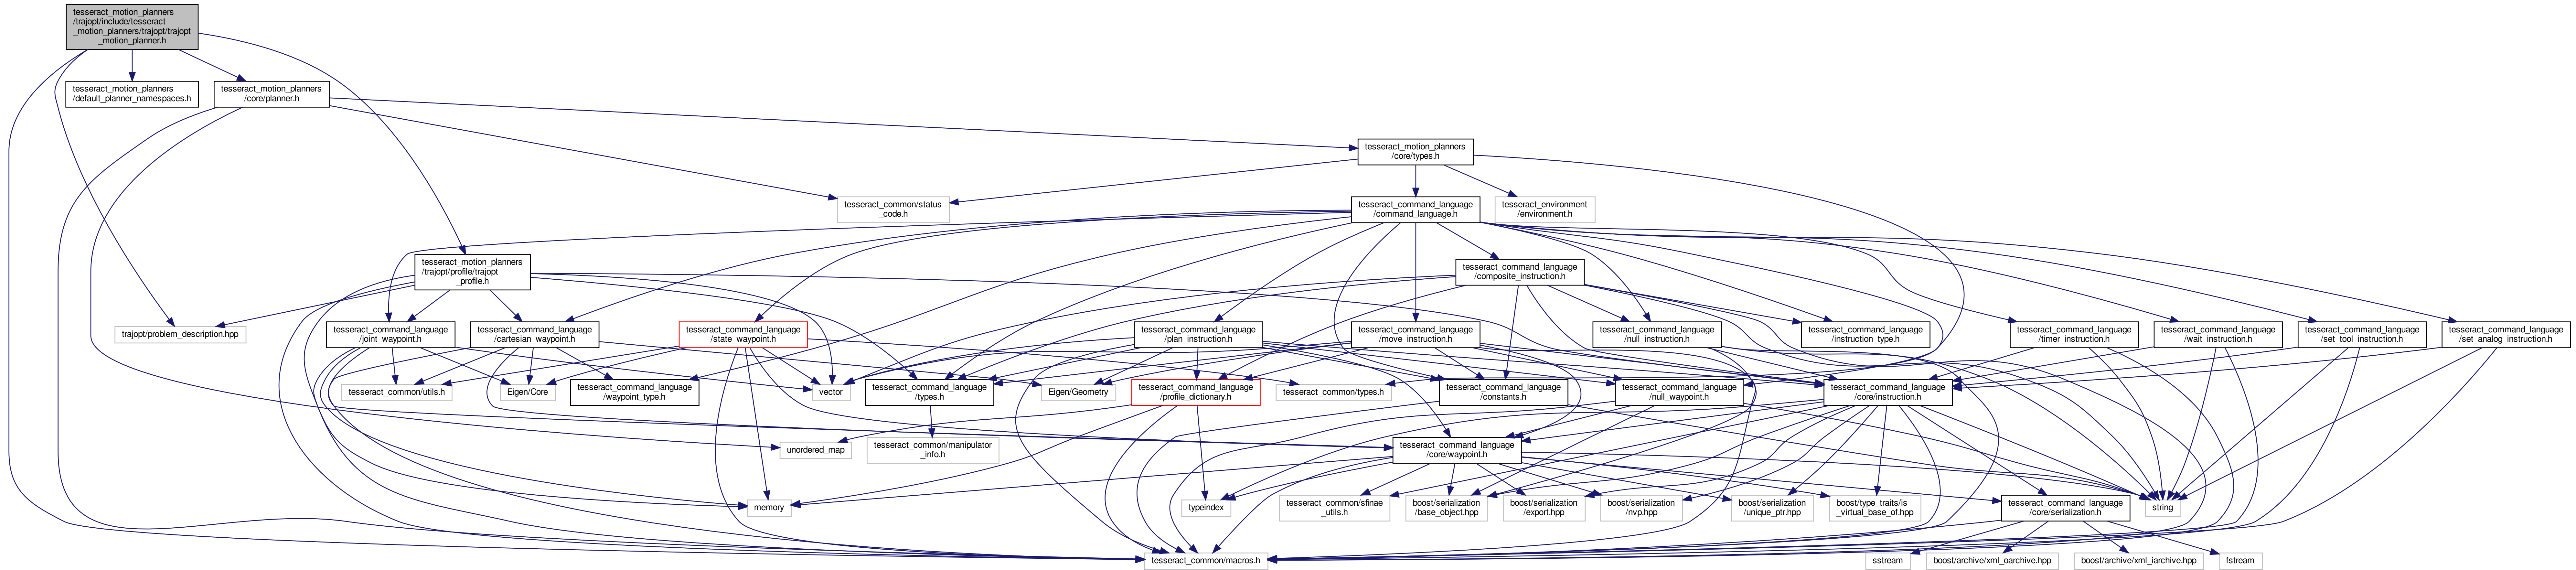 tesseract_motion_planners
/trajopt/include/tesseract
_motion_planners/trajopt/trajopt
_motion_planner.h
tesseract_motion_planners
/default_planner_namespaces.h
tesseract_motion_planners
/core/planner.h
tesseract_motion_planners
/core/types.h
tesseract_common/status
_code.h
tesseract_command_language
/command_language.h
tesseract_environment
/environment.h
tesseract_motion_planners
/trajopt/profile/trajopt
_profile.h
tesseract_command_language
/composite_instruction.h
trajopt/problem_description.hpp
tesseract_command_language
/joint_waypoint.h
tesseract_command_language
/cartesian_waypoint.h
tesseract_command_language
/state_waypoint.h
tesseract_command_language
/plan_instruction.h
tesseract_command_language
/move_instruction.h
tesseract_command_language
/null_instruction.h
tesseract_command_language
/instruction_type.h
tesseract_command_language
/timer_instruction.h
tesseract_command_language
/wait_instruction.h
tesseract_command_language
/set_tool_instruction.h
tesseract_command_language
/set_analog_instruction.h
tesseract_common/utils.h
Eigen/Core
tesseract_command_language
/waypoint_type.h
vector
tesseract_command_language
/types.h
Eigen/Geometry
tesseract_command_language
/profile_dictionary.h
tesseract_common/types.h
tesseract_command_language
/constants.h
tesseract_command_language
/null_waypoint.h
tesseract_command_language
/core/instruction.h
unordered_map
tesseract_common/manipulator
_info.h
tesseract_command_language
/core/waypoint.h
memory
typeindex
tesseract_common/sfinae
_utils.h
boost/serialization
/base_object.hpp
boost/serialization
/export.hpp
boost/serialization
/nvp.hpp
boost/serialization
/unique_ptr.hpp
boost/type_traits/is
_virtual_base_of.hpp
tesseract_command_language
/core/serialization.h
string
tesseract_common/macros.h
sstream
boost/archive/xml_oarchive.hpp
boost/archive/xml_iarchive.hpp
fstream